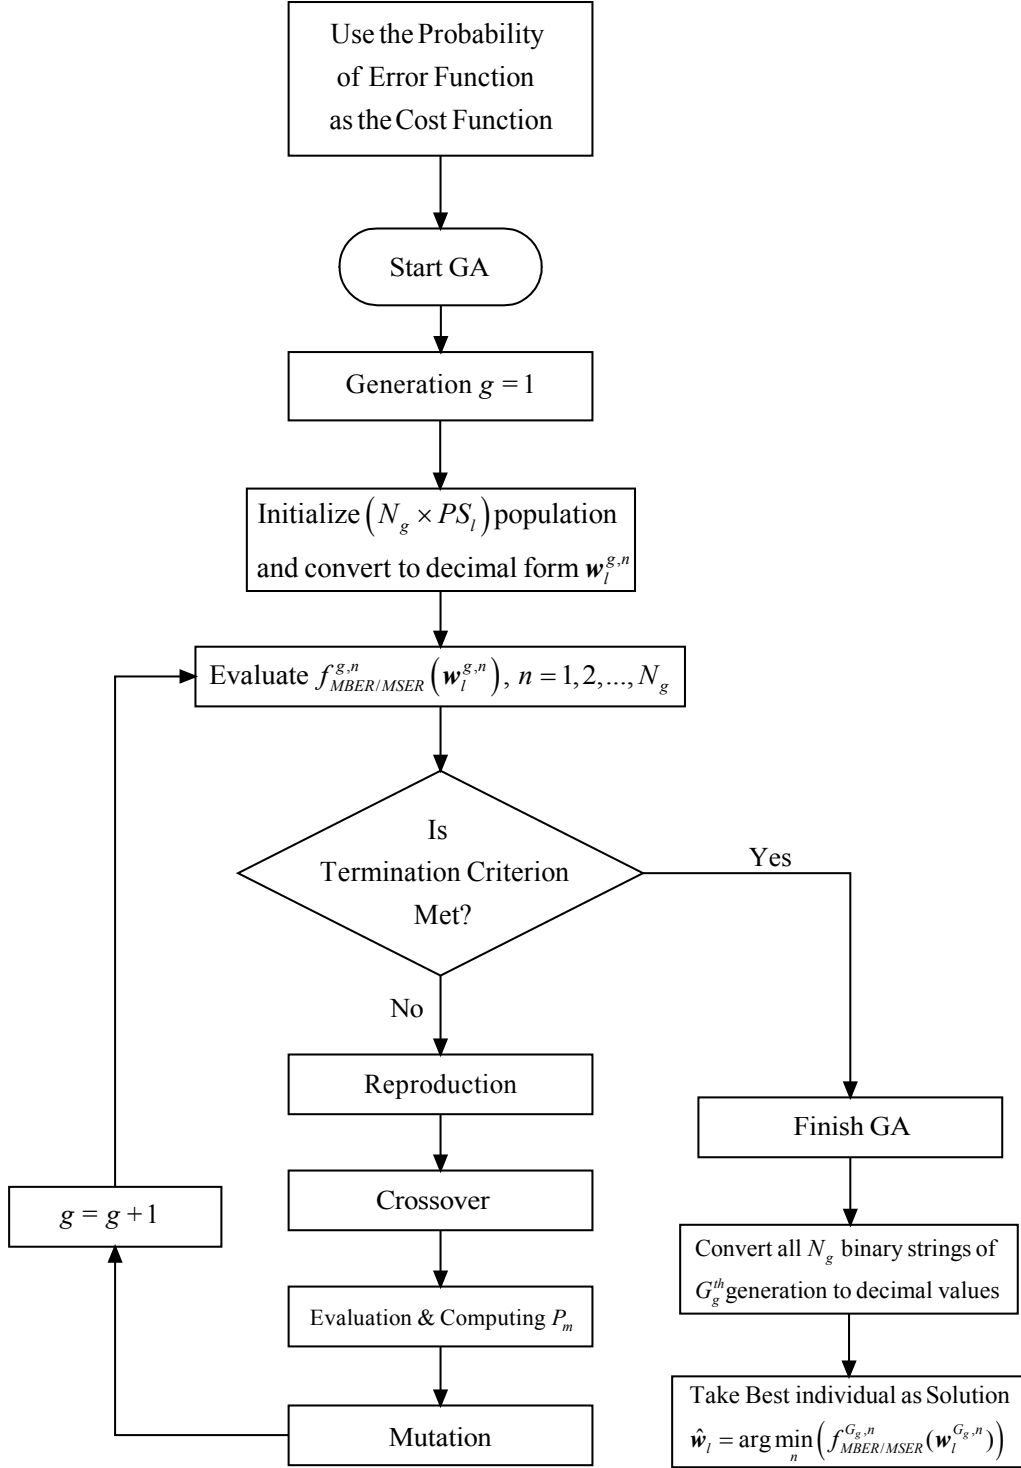 Use the Probability
of Error Function
as the Cost Function
Start GA
Generation g = 1
Initialize (N_g × PS_l) population
and convert to decimal form w_l^{g,n}
Evaluate f_{MBER/MSER}^{g,n} (w_l^{g,n}), n = 1, 2, ..., N_g
Is
Termination Criterion
Met?
Yes
No
Reproduction
Crossover
Evaluation & Computing P_m
Mutation
g = g + 1
Finish GA
Convert all N_g binary strings of
G_g^{th} generation to decimal values
Take Best individual as Solution
ŵ_l = arg min_n (f_{MBER/MSER}^{G_g,n} (w_l^{G_g,n}))